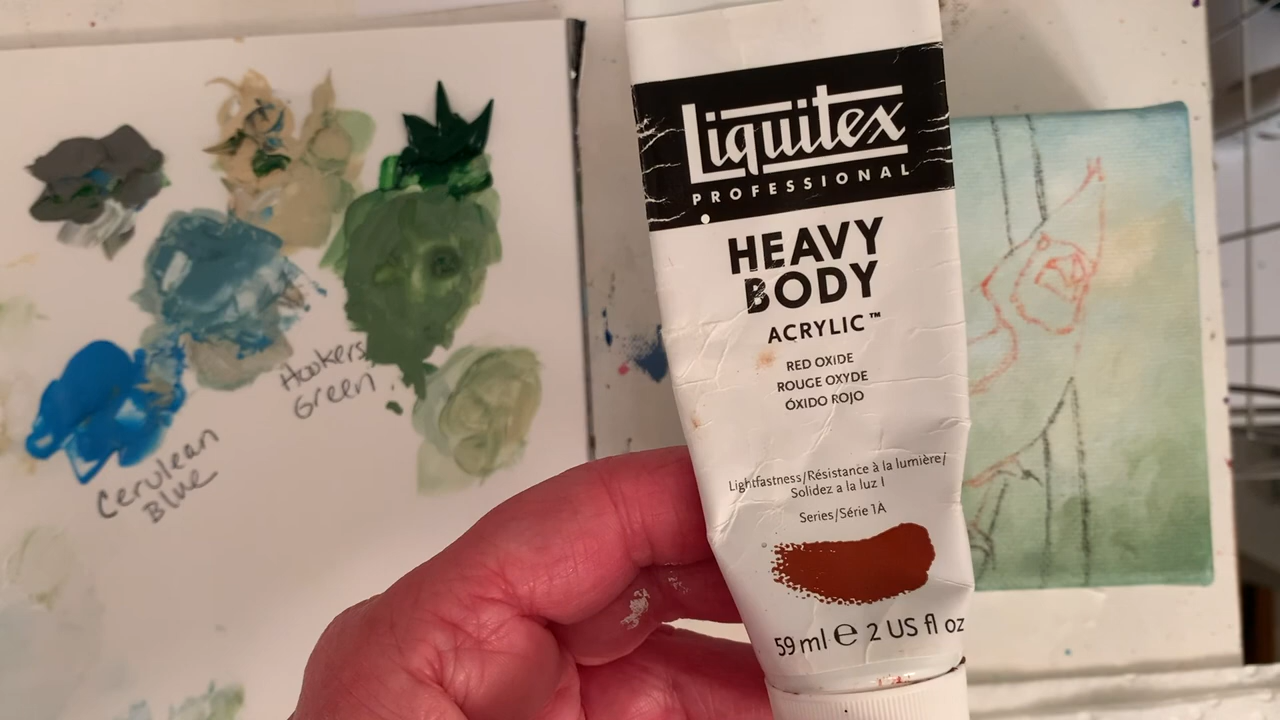 Liquitex
PROFESSIONAL
HEAVY
BODY
ACRYLIC™
RED OXIDE
ROUGE OXYDE
ÓXIDO ROJO
Lightfastness/Résistance à la lumière/
Solidez a la luz I
Series/Série 1A
59 ml ℮ 2 US fl oz
Hookers
Green
Cerulean
Blue